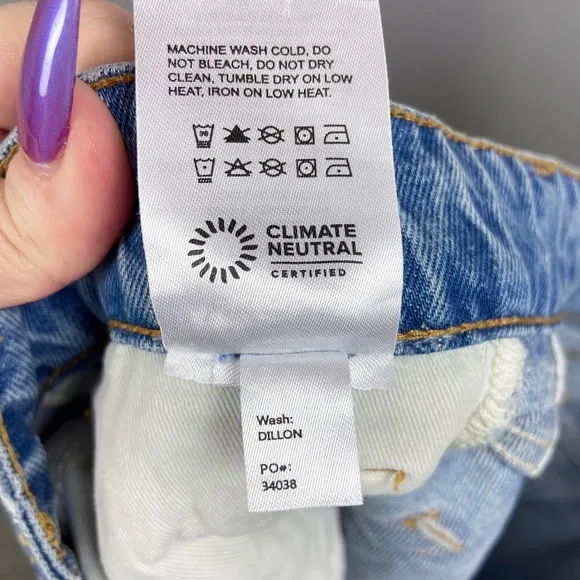 MACHINE WASH COLD, DO
NOT BLEACH, DO NOT DRY
CLEAN, TUMBLE DRY ON LOW
HEAT, IRON ON LOW HEAT.
CLIMATE
NEUTRAL
CERTIFIED
Wash:
DILLON
PO#:
34038